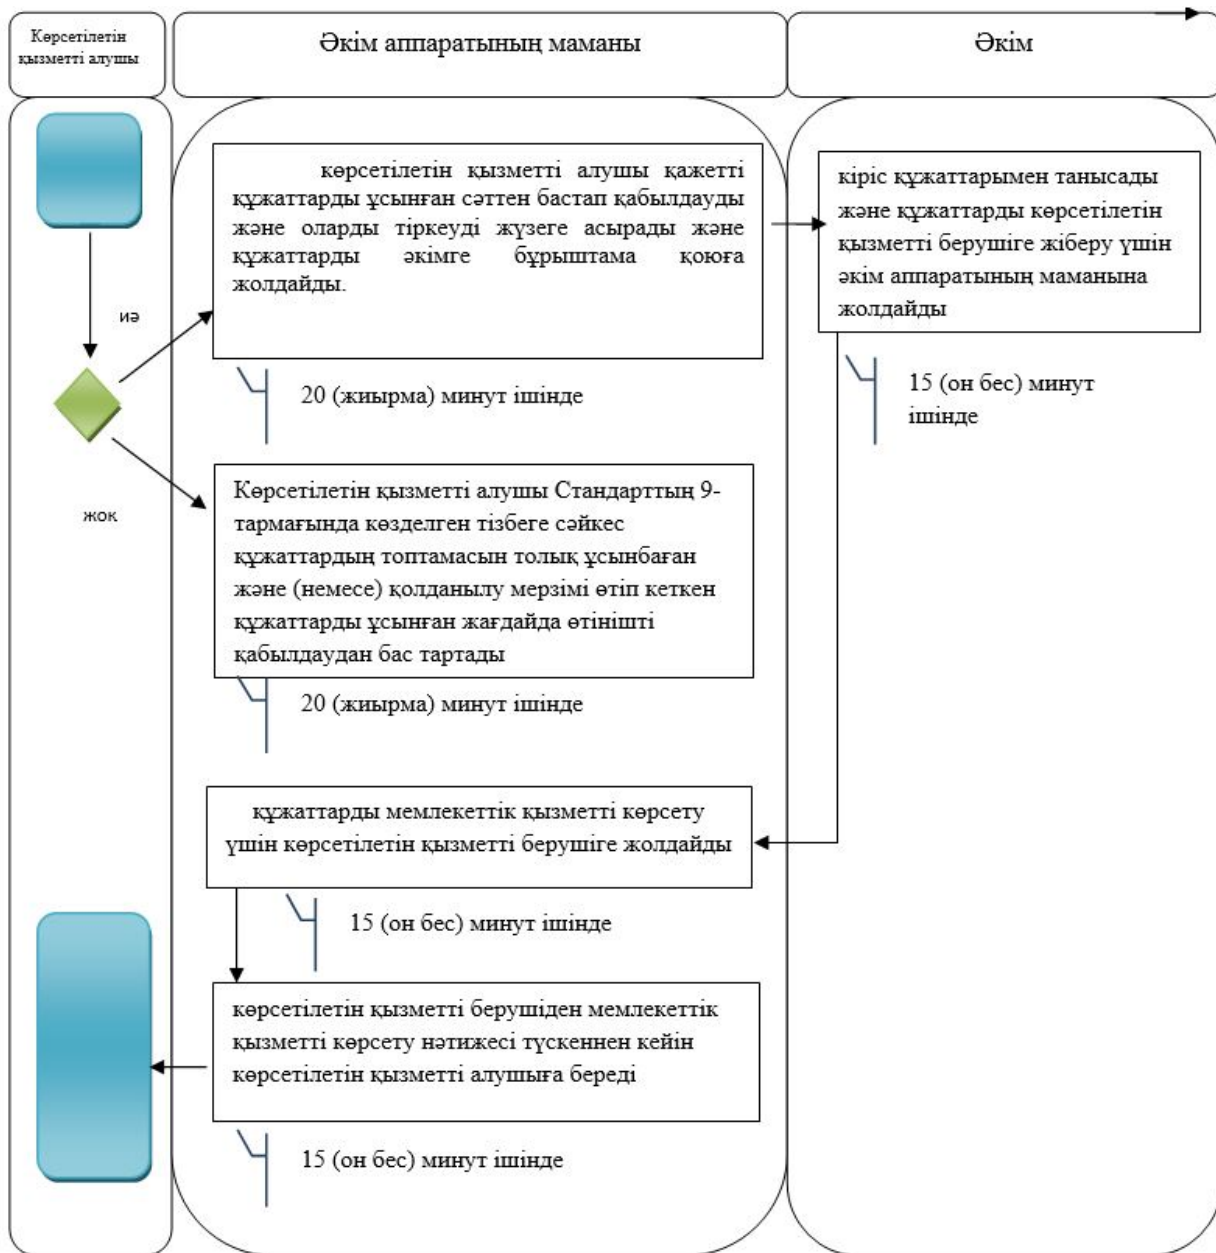 Көрсетілетін
қызметті алушы
Әкім аппаратының маманы
Әкім
көрсетілетін қызметті алушы қажетті
құжаттарды ұсынған сәттен бастап қабылдауды
және оларды тіркеуді жүзеге асырады және
құжаттарды әкімге бұрыштама қоюға
жолдайды.
кіріс құжаттарымен танысады
және құжаттарды көрсетілетін
қызметті берушіге жіберу үшін
әкім аппаратының маманына
жолдайды
иә
20 (жиырма) минут ішінде
15 (он бес) минут
ішінде
жоқ
Көрсетілетін қызметті алушы Стандарттың 9-
тармағында көзделген тізбеге сәйкес
құжаттардың топтамасын толық ұсынбаған
және (немесе) қолданылу мерзімі өтіп кеткен
құжаттарды ұсынған жағдайда өтінішті
қабылдаудан бас тартады
20 (жиырма) минут ішінде
құжаттарды мемлекеттік қызметті көрсету
үшін көрсетілетін қызметті берушіге жолдайды
15 (он бес) минут ішінде
көрсетілетін қызметті берушіден мемлекеттік
қызметті көрсету нәтижесі түскеннен кейін
көрсетілетін қызметті алушыға береді
15 (он бес) минут ішінде